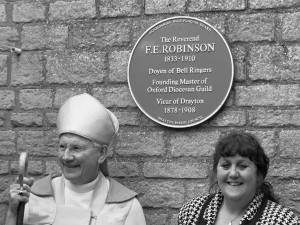 The Reverend
F.E. ROBINSON
1833-1910
Doyen of Bell Ringers
Founding Master of
Oxford Diocesan Guild
Vicar of Drayton
1878-1908